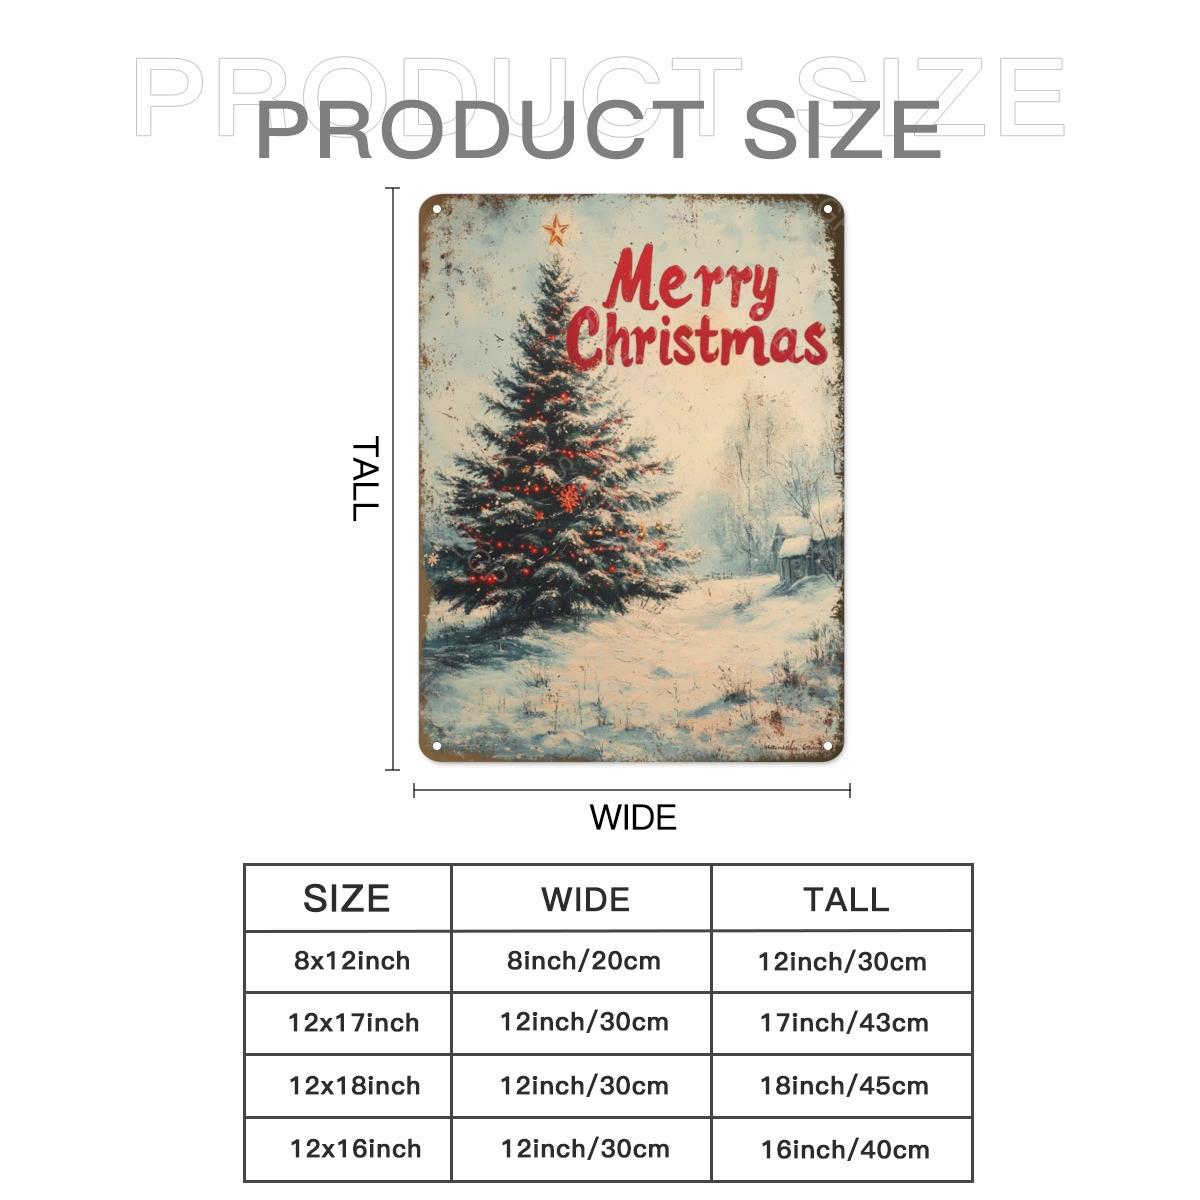 PRODUCT SIZE
PRODUCT SIZE
Merry
Christmas
TALL
WIDE
SIZE WIDE TALL
8x12inch 8inch/20cm 12inch/30cm
12x17inch 12inch/30cm 17inch/43cm
12x18inch 12inch/30cm 18inch/45cm
12x16inch 12inch/30cm 16inch/40cm